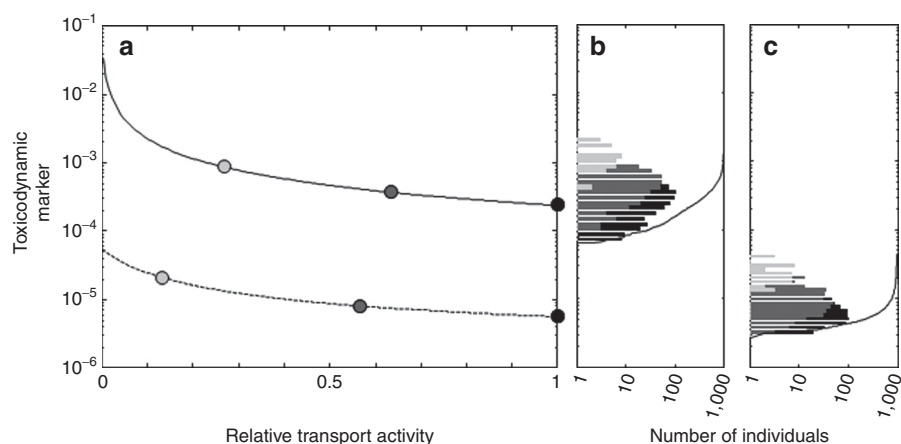 a
b
c
10⁻¹
10⁻²
10⁻³
10⁻⁴
10⁻⁵
10⁻⁶
Toxicodynamic
marker
0
0.5
1
1
10
100
1,000
1
10
100
1,000
Relative transport activity
Number of individuals